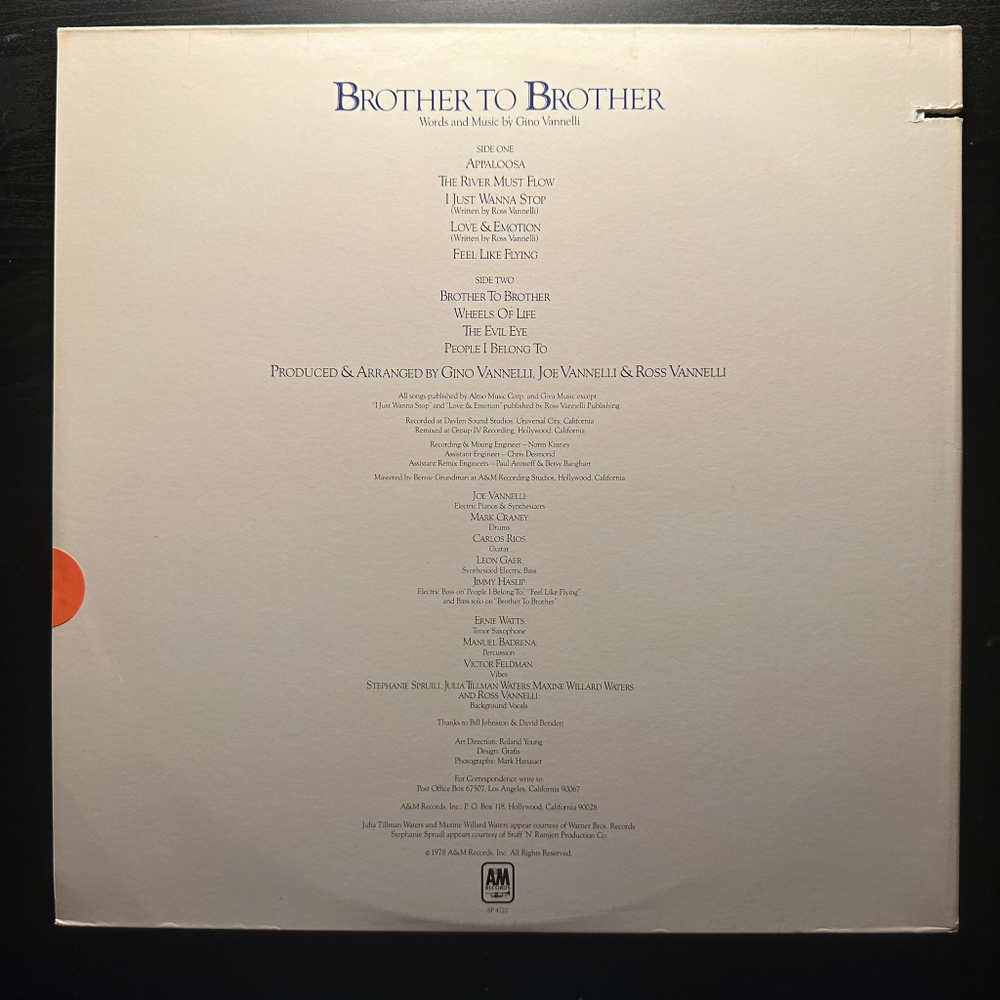 BROTHER TO BROTHER
Words and Music by Gino Vannelli
SIDE ONE
APPALOOSA
THE RIVER MUST FLOW
I JUST WANNA STOP
(Written by Ross Vannelli)
LOVE & EMOTION
(Written by Ross Vannelli)
FEEL LIKE FLYING
SIDE TWO
BROTHER TO BROTHER
WHEELS OF LIFE
THE EVIL EYE
PEOPLE I BELONG TO
PRODUCED & ARRANGED BY GINO VANNELLI, JOE VANNELLI & ROSS VANNELLI
All songs published by Almo Music Corp. and Giva Music except
"I Just Wanna Stop" and "Love & Emotion" published by Ross Vannelli Publishing.
Recorded at Davlen Sound Studios, Universal City, California
Remixed at Group IV Recording, Hollywood, California
Recording & Mixing Engineer—Norm Kinney
Assistant Engineer—Chris Desmond
Assistant Remix Engineers—Paul Aronoff & Betsy Banghart
Mastered by Bernie Grundman at A&M Recording Studios, Hollywood, California
JOE VANNELLI
Electric Pianos & Synthesizers
MARK CRANEY
Drums
CARLOS RIOS
Guitar
LEON GAER
Synthesized Electric Bass
JIMMY HASLIP
Electric Bass on "People I Belong To," "Feel Like Flying"
and Bass solo on "Brother To Brother"
ERNIE WATTS
Tenor Saxophone
MANUEL BADRENA
Percussion
VICTOR FELDMAN
Vibes
STEPHANIE SPRUILL, JULIA TILLMAN WATERS, MAXINE WILLARD WATERS
AND ROSS VANNELLI
Background Vocals
Thanks to Bill Johnston & David Benden
Art Direction: Roland Young
Design: Grafis
Photography: Mark Hanauer
For Correspondence write to:
Post Office Box 67507, Los Angeles, California 90067
A&M Records, Inc., P. O. Box 118, Hollywood, California 90028
Julia Tillman Waters and Maxine Willard Waters appear courtesy of Warner Bros. Records
Stephanie Spruill appears courtesy of Stuff 'N' Ramjett Production Co.
© 1978 A&M Records, Inc. All Rights Reserved.
A&M
RECORDS
SP 4722